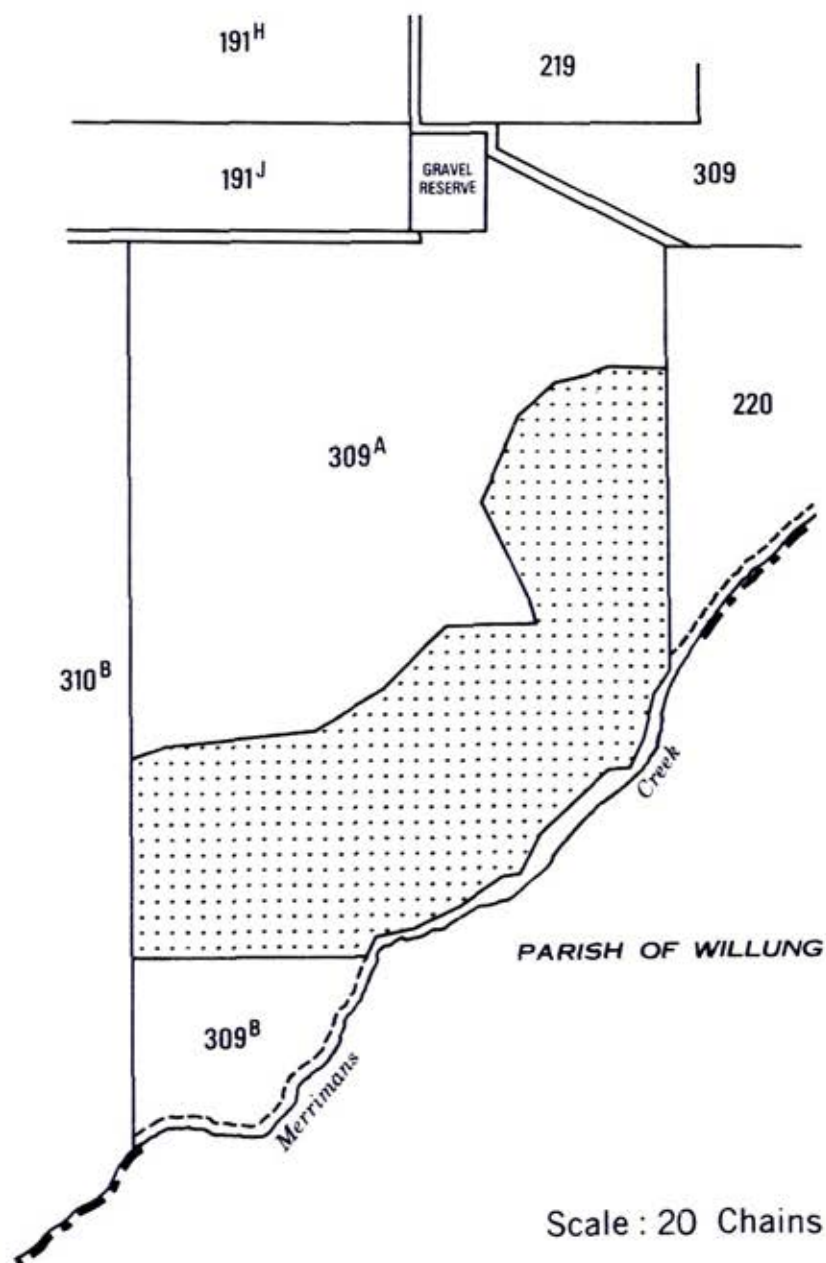 191H
219
191J
GRAVEL
RESERVE
309
309A
220
310B
Creek
PARISH OF WILLUNG
309B
Merrimans
Scale : 20 Chains